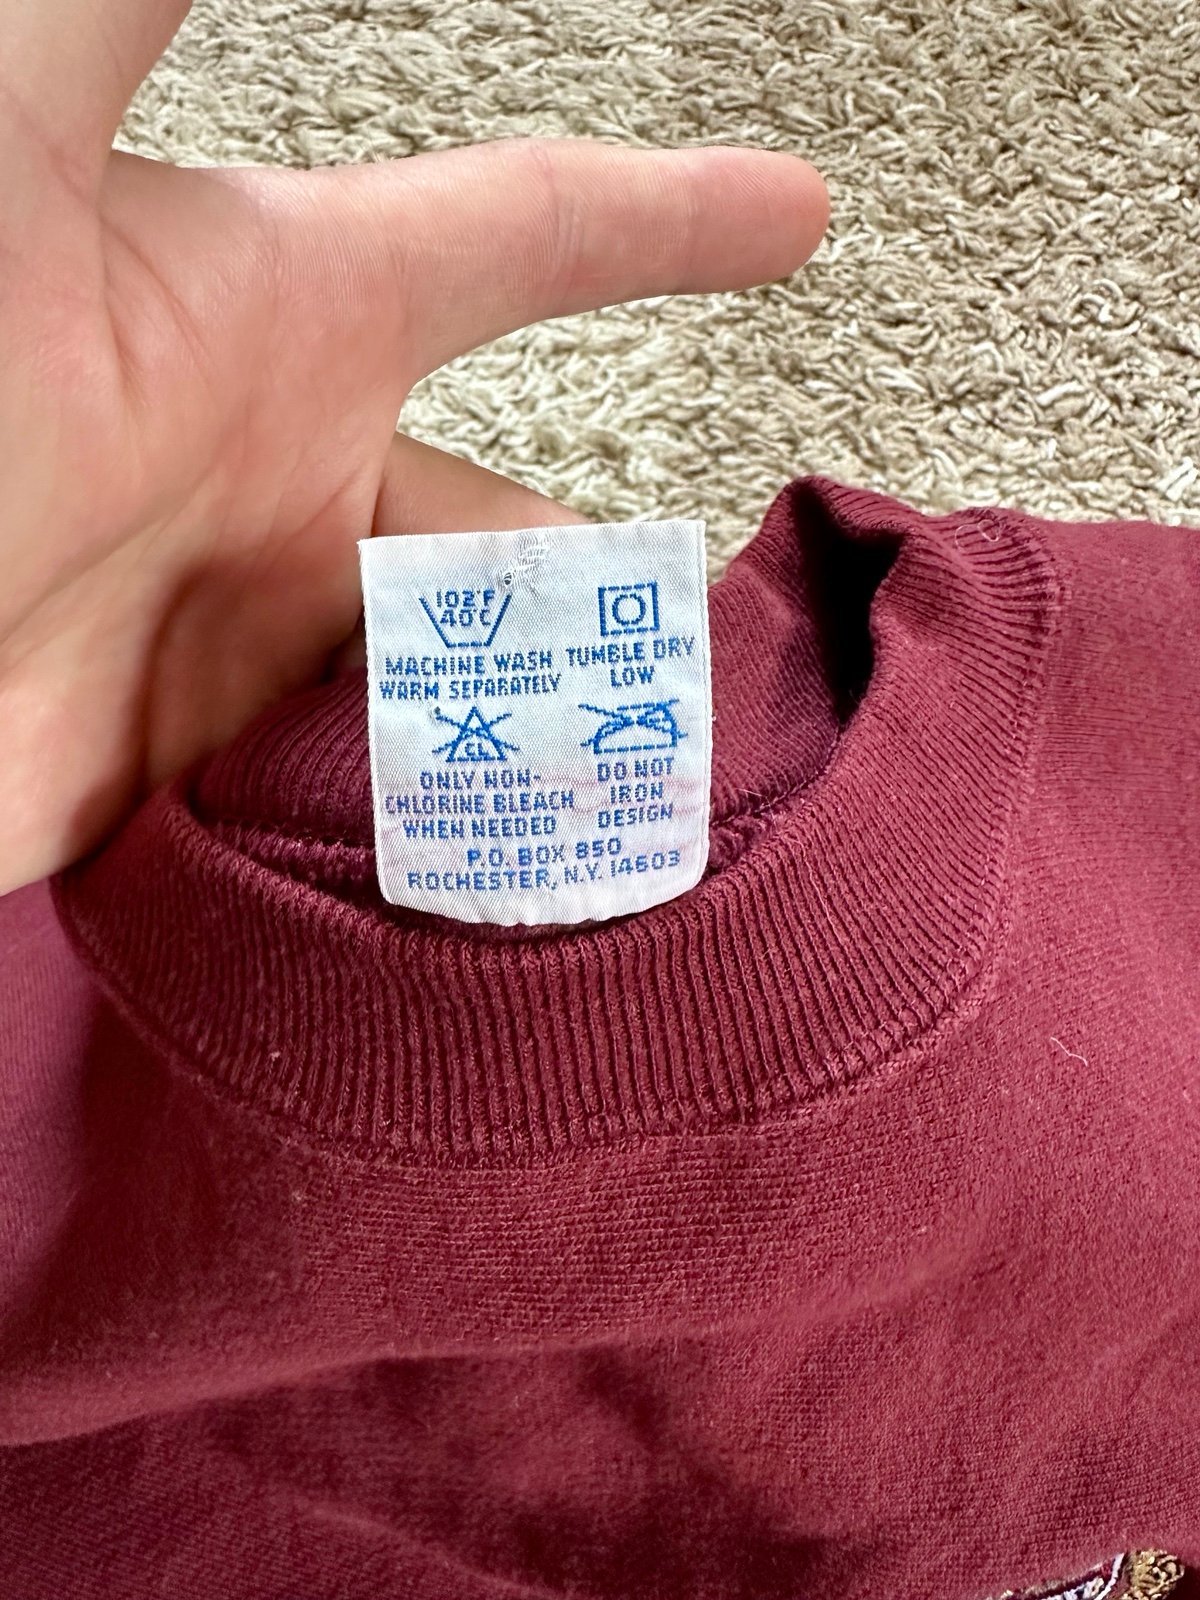 102°F
40°C
MACHINE WASH
WARM SEPARATELY
TUMBLE DRY
LOW
CL
ONLY NON-
CHLORINE BLEACH
WHEN NEEDED
DO NOT
IRON
DESIGN
P.O. BOX 850
ROCHESTER, N.Y. 14603